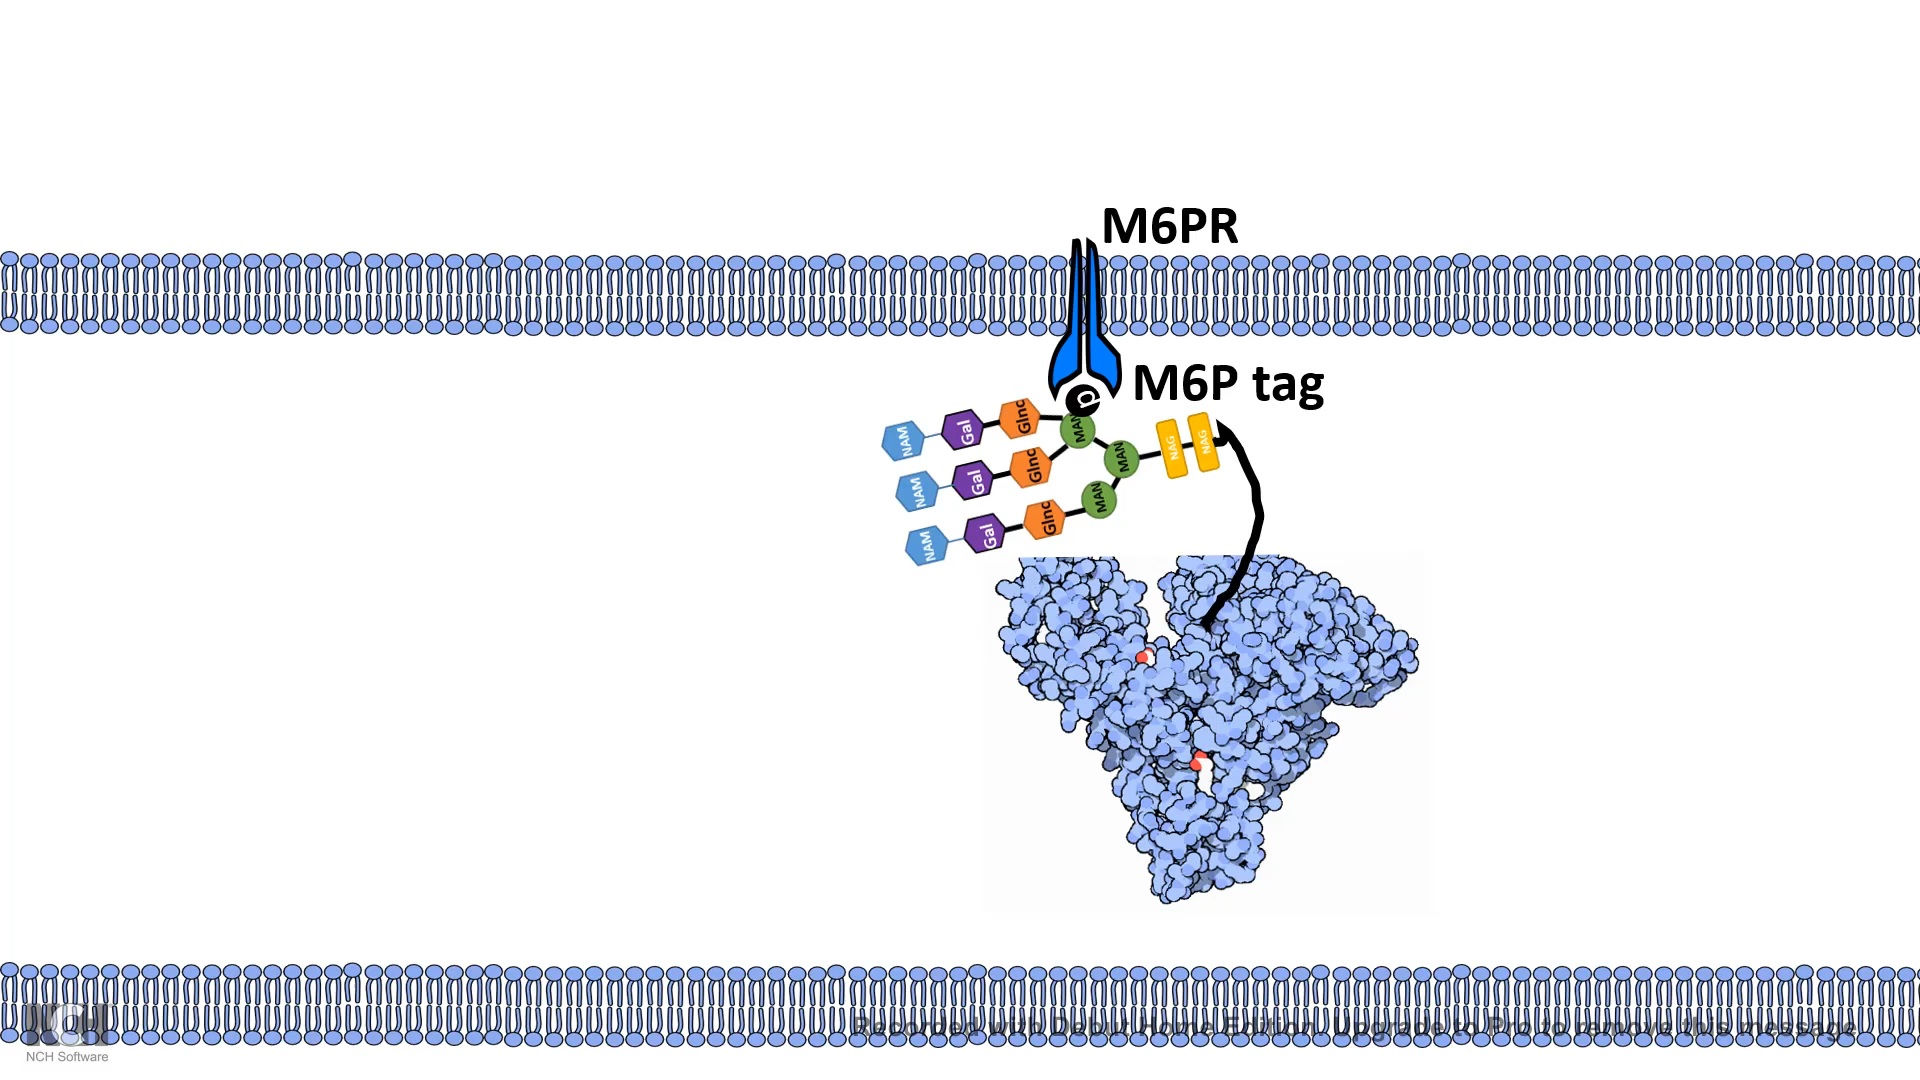 M6PR
M6P tag
P
NAM Gal Glnc MAN
NAM Gal Glnc MAN NAG NAG
NAM Gal Glnc MAN
NCH
NCH Software
Recorded with Debut Home Edition. Upgrade to Pro to remove this message